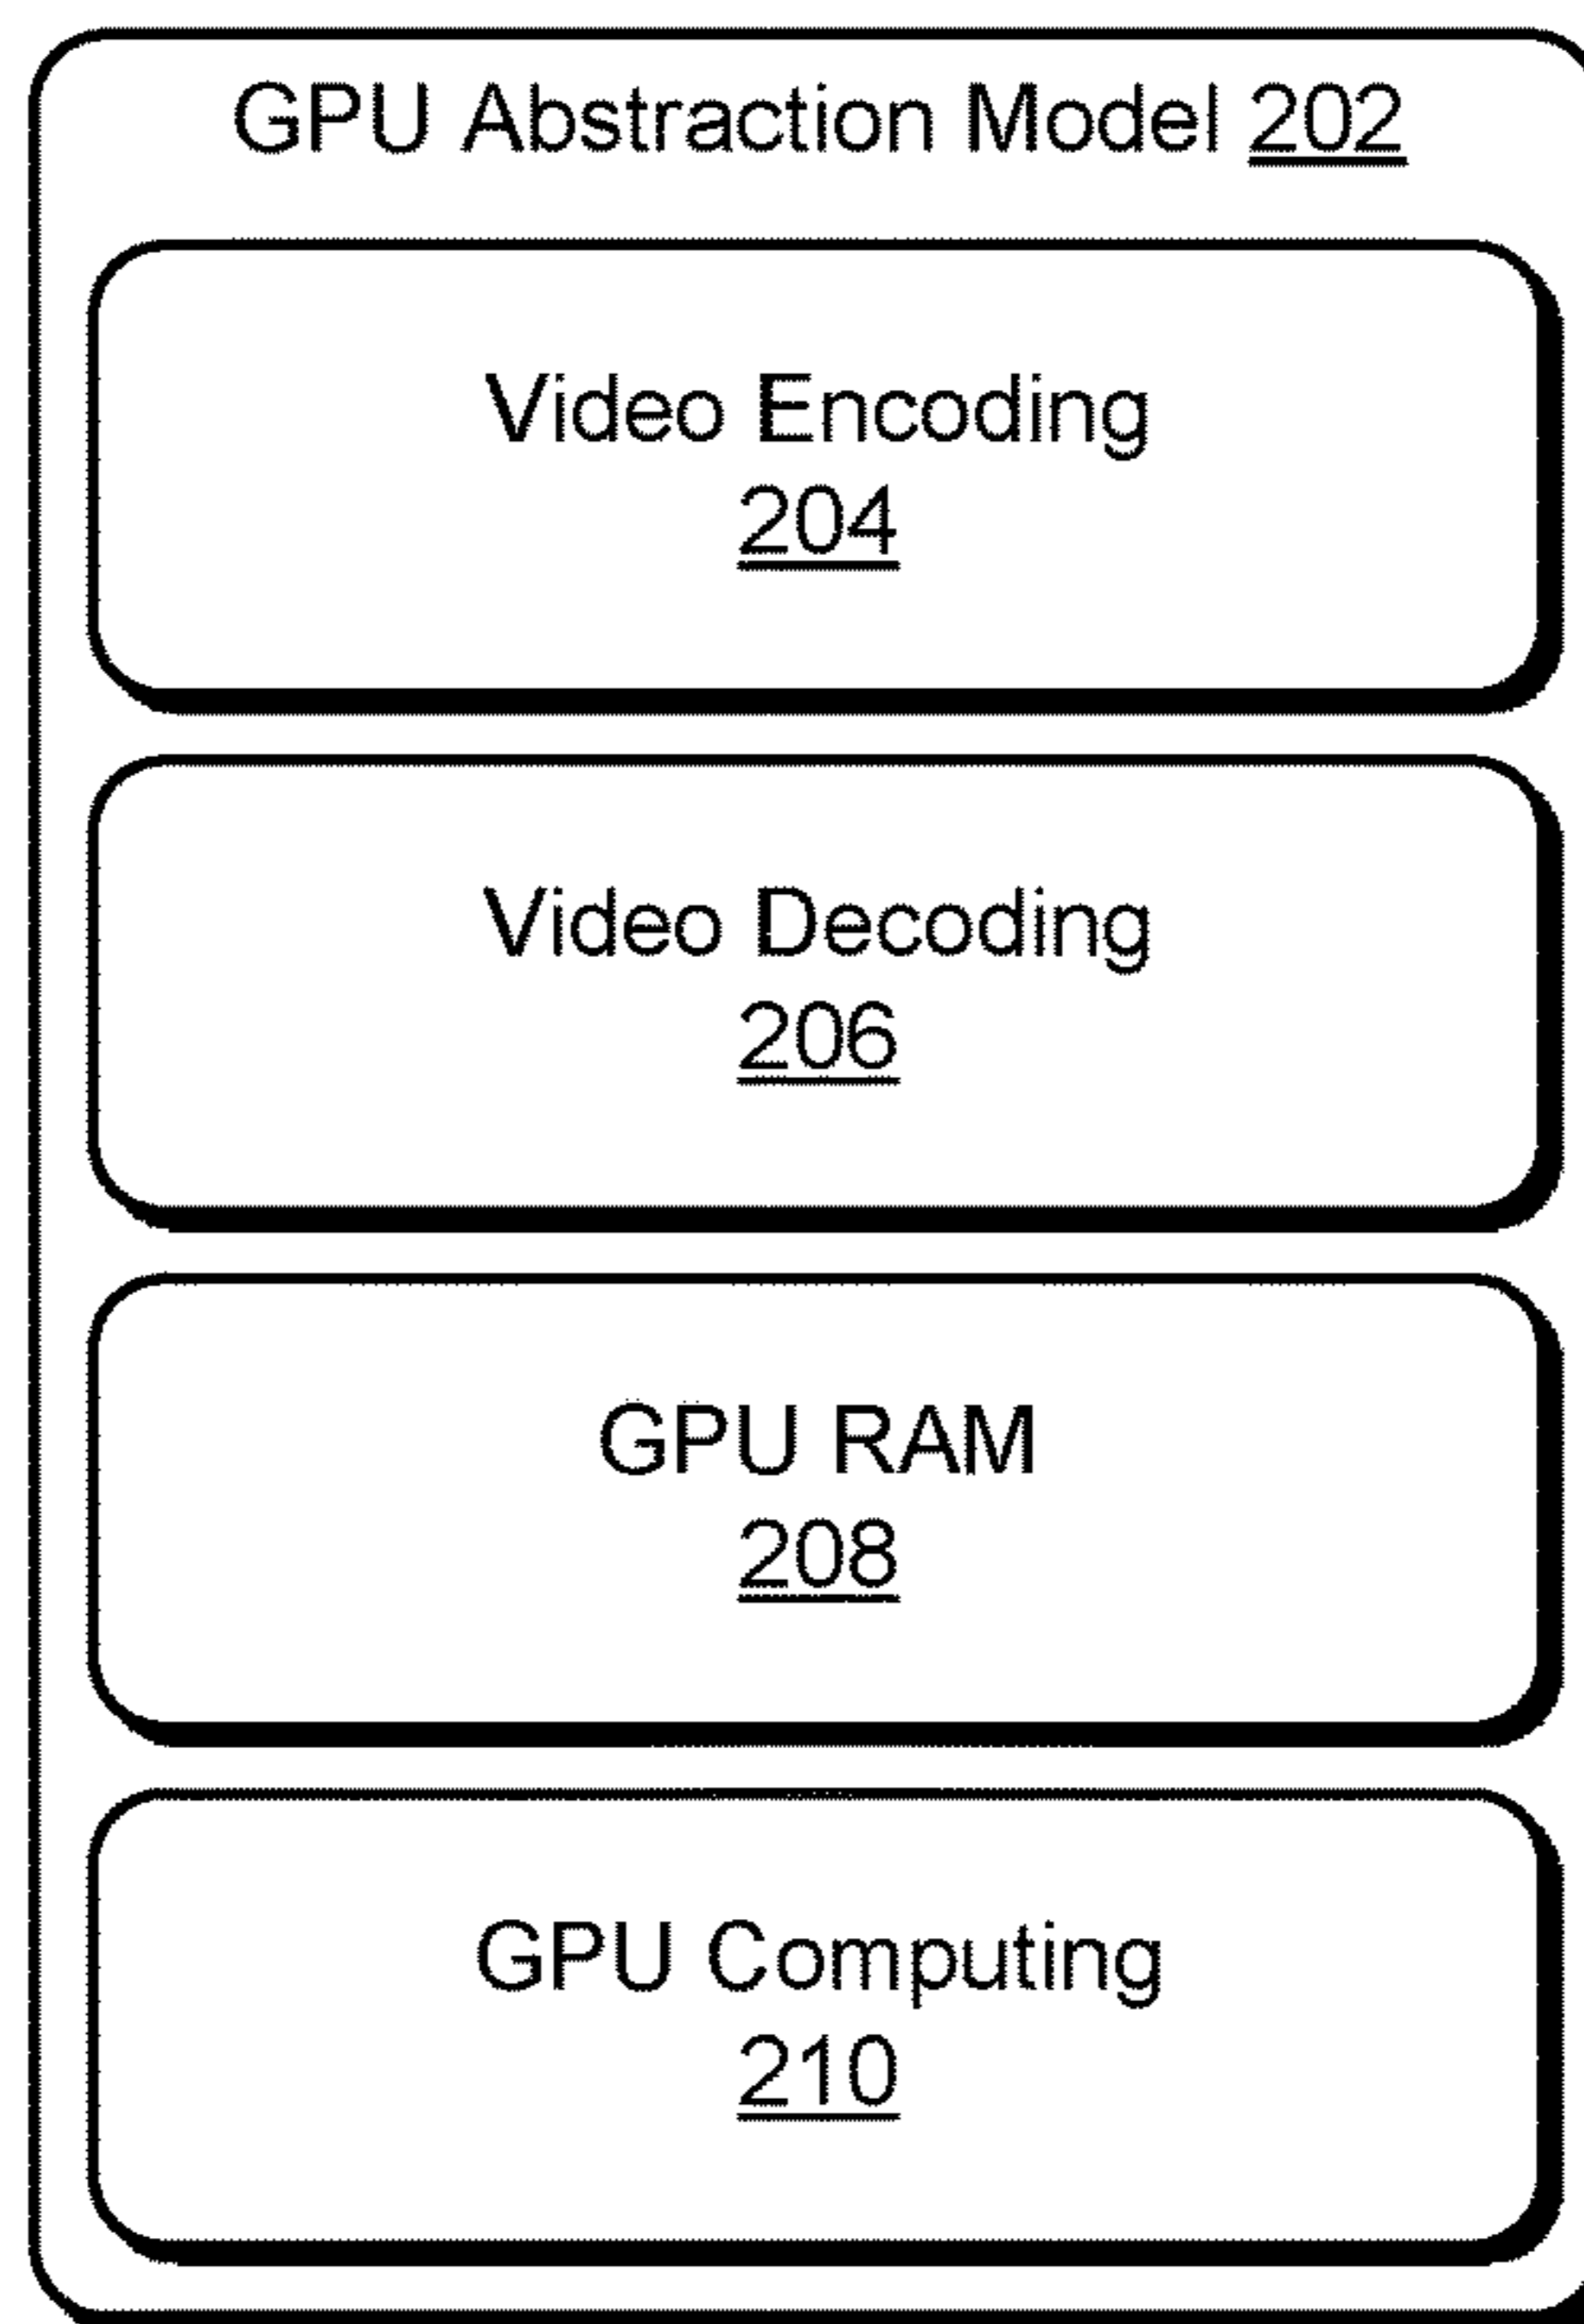 GPU Abstraction Model 202
Video Encoding
204
Video Decoding
206
GPU RAM
208
GPU Computing
210